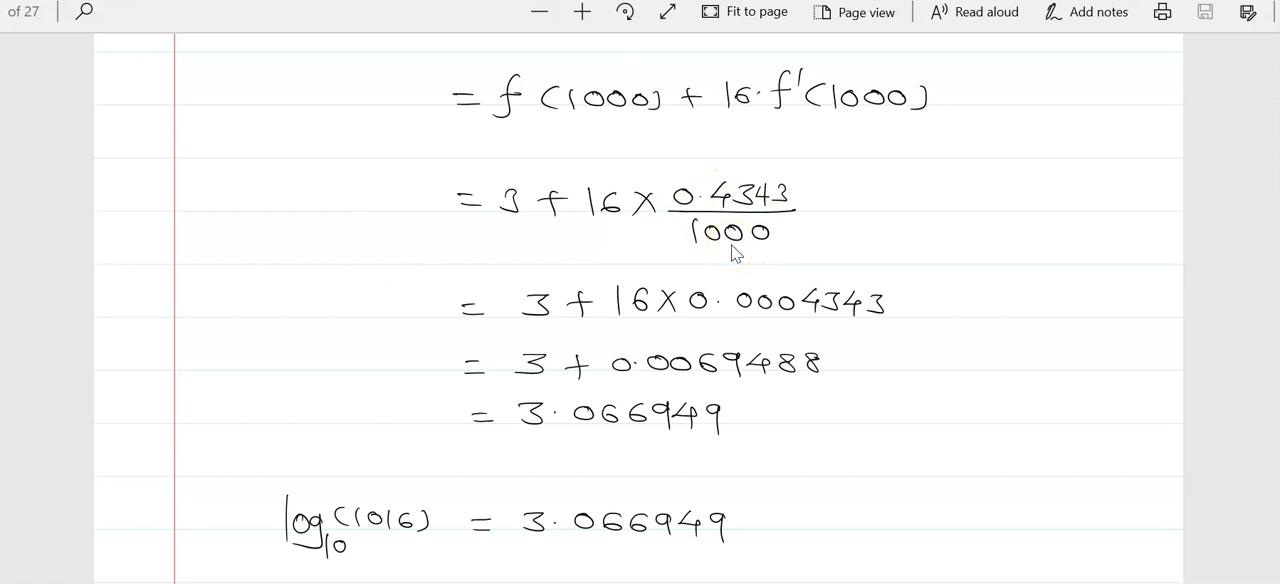 of 27 Fit to page Page view Read aloud Add notes
= f (1000) + 16. f'(1000)
= 3 + 16 × 0.4343/1000
= 3 + 16 × 0.0004343
= 3 + 0.0069488
= 3.066949
log₁₀(1016) = 3.066949